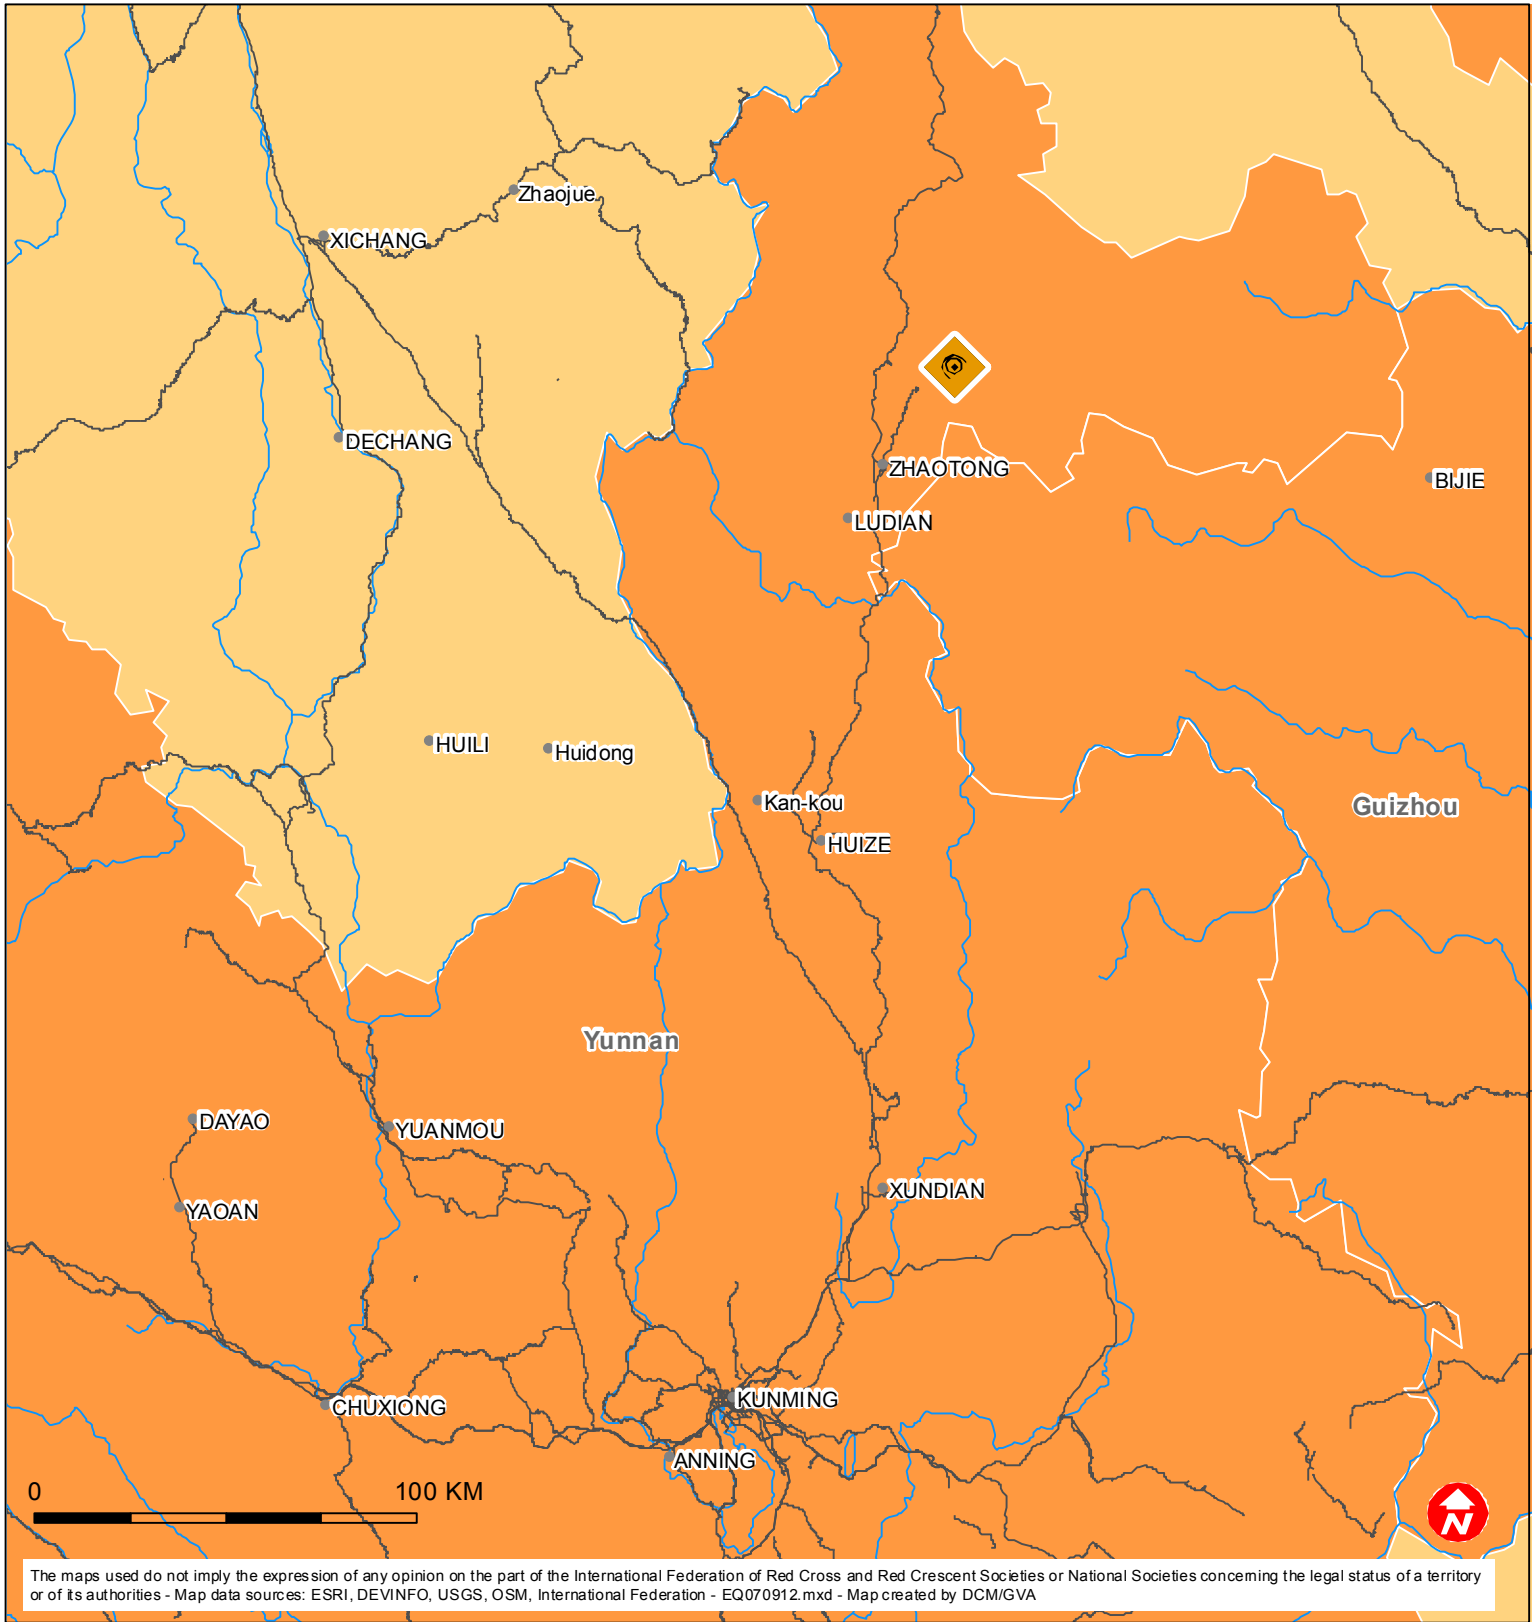 Zhaojue
XICHANG
DECHANG
ZHAOTONG
BIJIE
LUDIAN
HUILI
Huidong
Kan-kou
Guizhou
HUIZE
Yunnan
DAYAO
YUANMOU
XUNDIAN
YAOAN
KUNMING
CHUXIONG
ANNING
0 100 KM
N
The maps used do not imply the expression of any opinion on the part of the International Federation of Red Cross and Red Crescent Societies or National Societies concerning the legal status of a territory
or of its authorities - Map data sources: ESRI, DEVINFO, USGS, OSM, International Federation - EQ070912.mxd - Map created by DCM/GVA